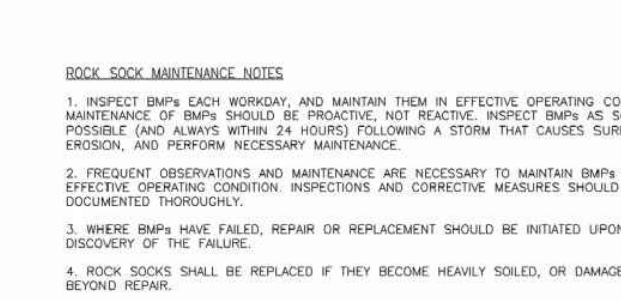 ROCK SOCK MAINTENANCE NOTES
1. INSPECT BMPs EACH WORKDAY, AND MAINTAIN THEM IN EFFECTIVE OPERATING
MAINTENANCE OF BMPs SHOULD BE PROACTIVE, NOT REACTIVE. INSPECT BMPs AS
POSSIBLE (AND ALWAYS WITHIN 24 HOURS) FOLLOWING A STORM THAT CAUSES
EROSION, AND PERFORM NECESSARY MAINTENANCE.
2. FREQUENT OBSERVATIONS AND MAINTENANCE ARE NECESSARY TO MAINTAIN BMPs
EFFECTIVE OPERATING CONDITION. INSPECTIONS AND CORRECTIVE MEASURES SHOULD
DOCUMENTED THOROUGHLY.
3. WHERE BMPs HAVE FAILED, REPAIR OR REPLACEMENT SHOULD BE INITIATED
DISCOVERY OF THE FAILURE.
4. ROCK SOCKS SHALL BE REPLACED IF THEY BECOME HEAVILY SOILED, OR
BEYOND REPAIR.